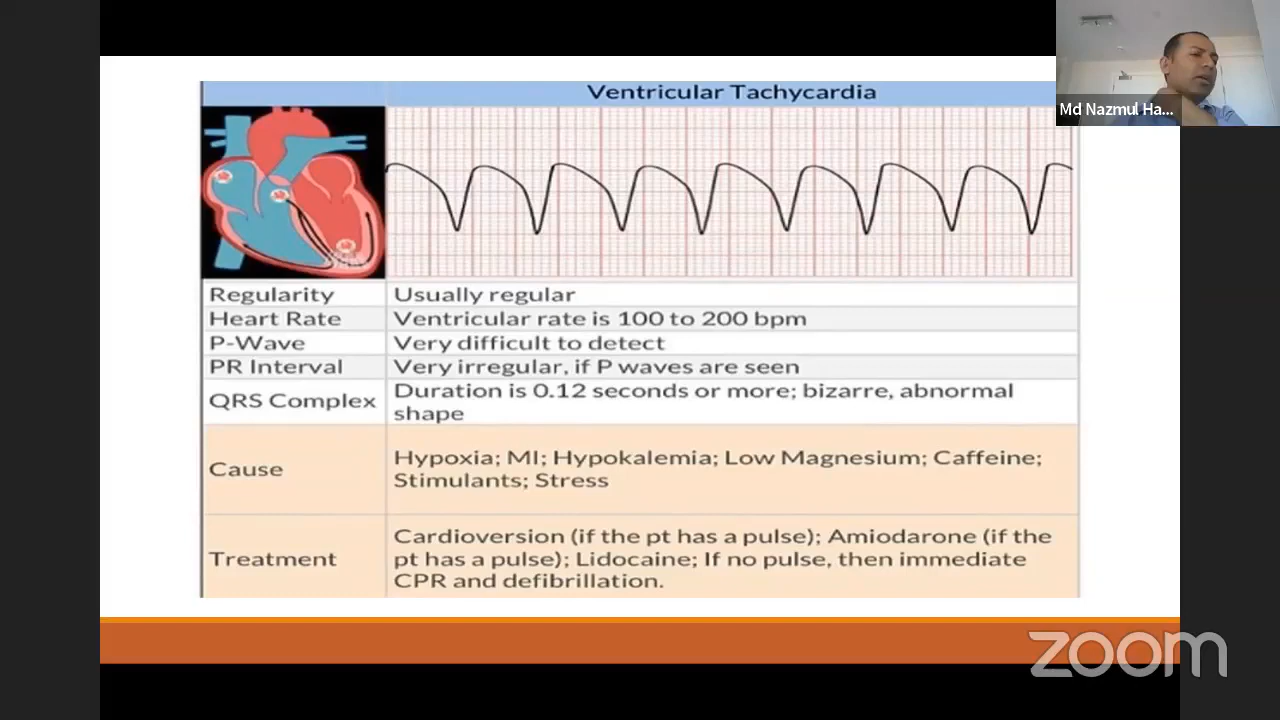 Ventricular Tachycardia
Md Nazmul Ha...
Regularity
Usually regular
Heart Rate
Ventricular rate is 100 to 200 bpm
P-Wave
Very difficult to detect
PR Interval
Very irregular, if P waves are seen
QRS Complex
Duration is 0.12 seconds or more; bizarre, abnormal
shape
Cause
Hypoxia; MI; Hypokalemia; Low Magnesium; Caffeine;
Stimulants; Stress
Treatment
Cardioversion (if the pt has a pulse); Amiodarone (if the
pt has a pulse); Lidocaine; If no pulse, then immediate
CPR and defibrillation.
zoom